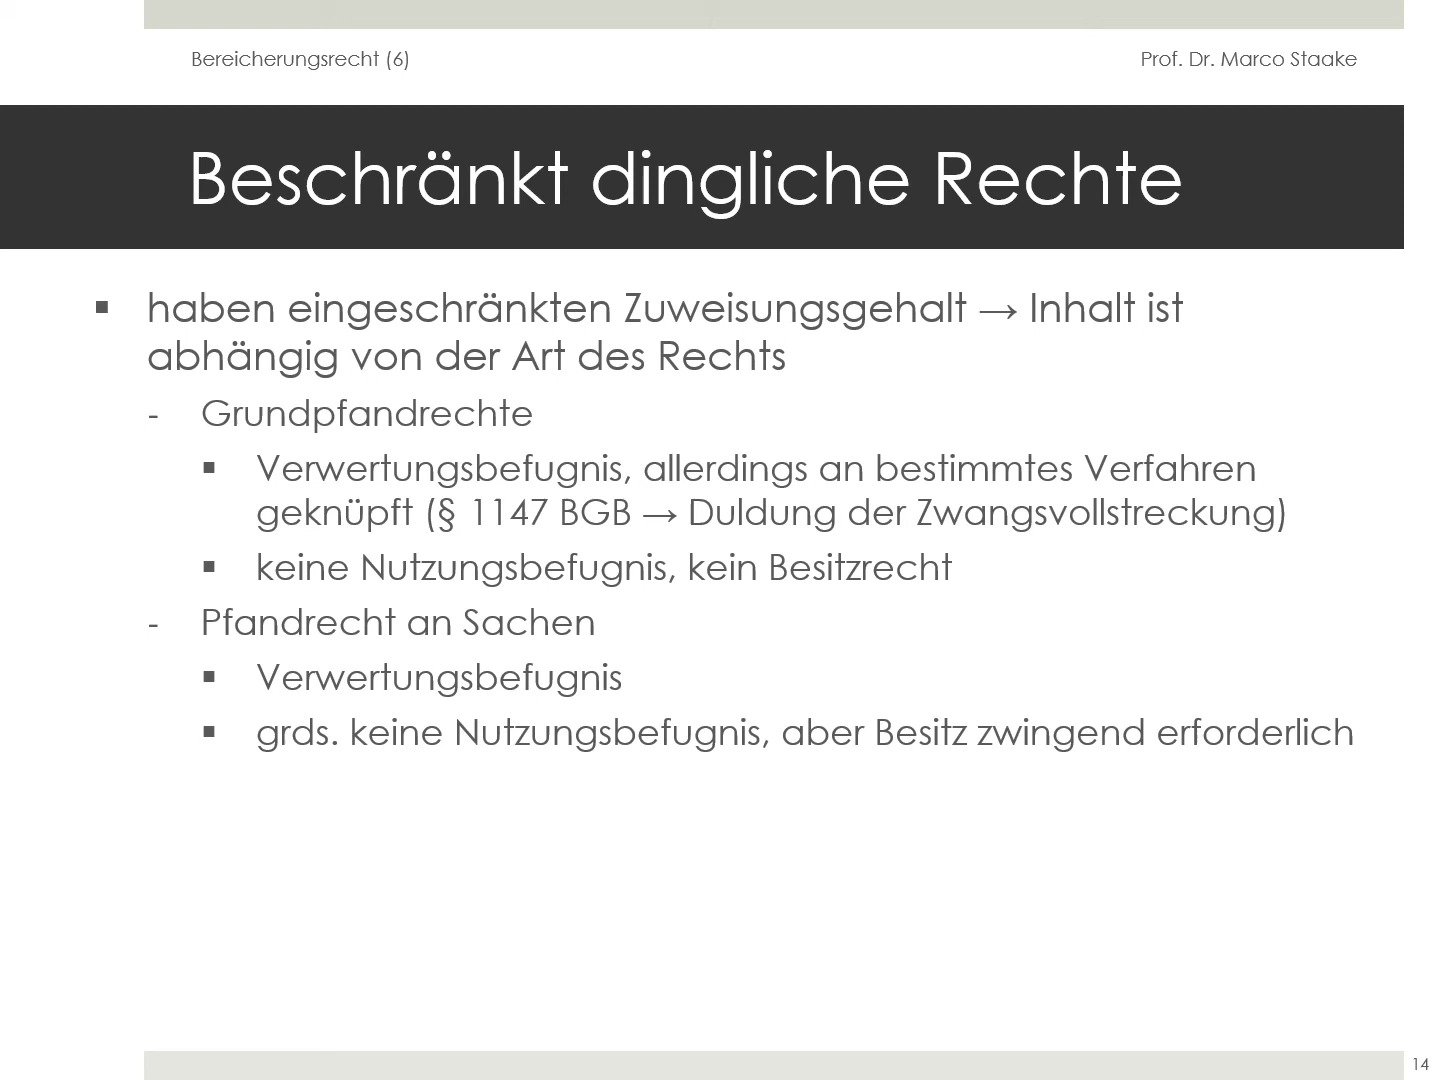 Bereicherungsrecht (6)
Prof. Dr. Marco Staake
Beschränkt dingliche Rechte
▪ haben eingeschränkten Zuweisungsgehalt → Inhalt ist
abhängig von der Art des Rechts
- Grundpfandrechte
▪ Verwertungsbefugnis, allerdings an bestimmtes Verfahren
geknüpft (§ 1147 BGB → Duldung der Zwangsvollstreckung)
▪ keine Nutzungsbefugnis, kein Besitzrecht
- Pfandrecht an Sachen
▪ Verwertungsbefugnis
▪ grds. keine Nutzungsbefugnis, aber Besitz zwingend erforderlich
14